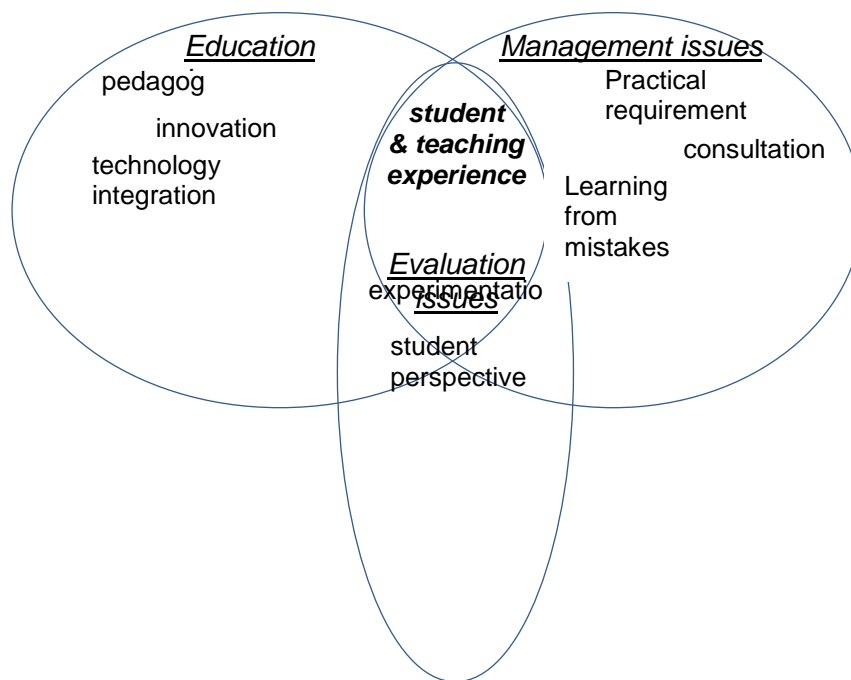 Education
pedagog
innovation
technology
integration
Management issues
Practical
requirement
consultation
Learning
from
mistakes
student
& teaching
experience
Evaluation
issues
experimentatio
student
perspective